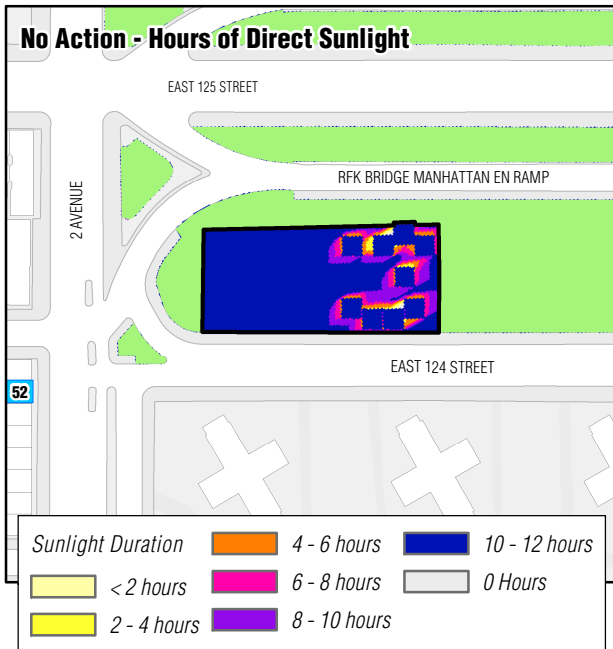 No Action - Hours of Direct Sunlight
EAST 125 STREET
RFK BRIDGE MANHATTAN EN RAMP
2 AVENUE
EAST 124 STREET
52
Sunlight Duration
< 2 hours
2 - 4 hours
4 - 6 hours
6 - 8 hours
8 - 10 hours
10 - 12 hours
0 Hours